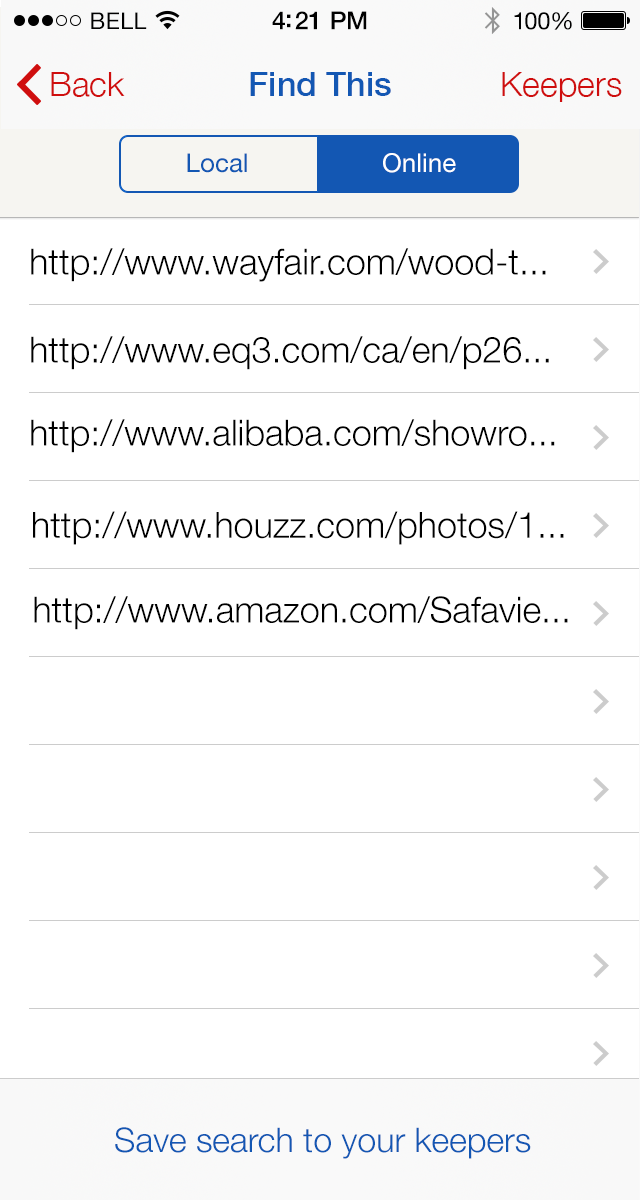 BELL 4:21 PM 100%
Back Find This Keepers
Local Online
http://www.wayfair.com/wood-t...
http://www.eq3.com/ca/en/p26...
http://www.alibaba.com/showro...
http://www.houzz.com/photos/1...
http://www.amazon.com/Safavie...
Save search to your keepers